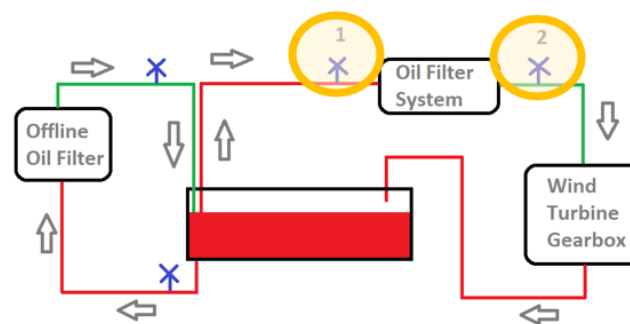 1
2
Oil Filter
System
Offline
Oil Filter
Wind
Turbine
Gearbox